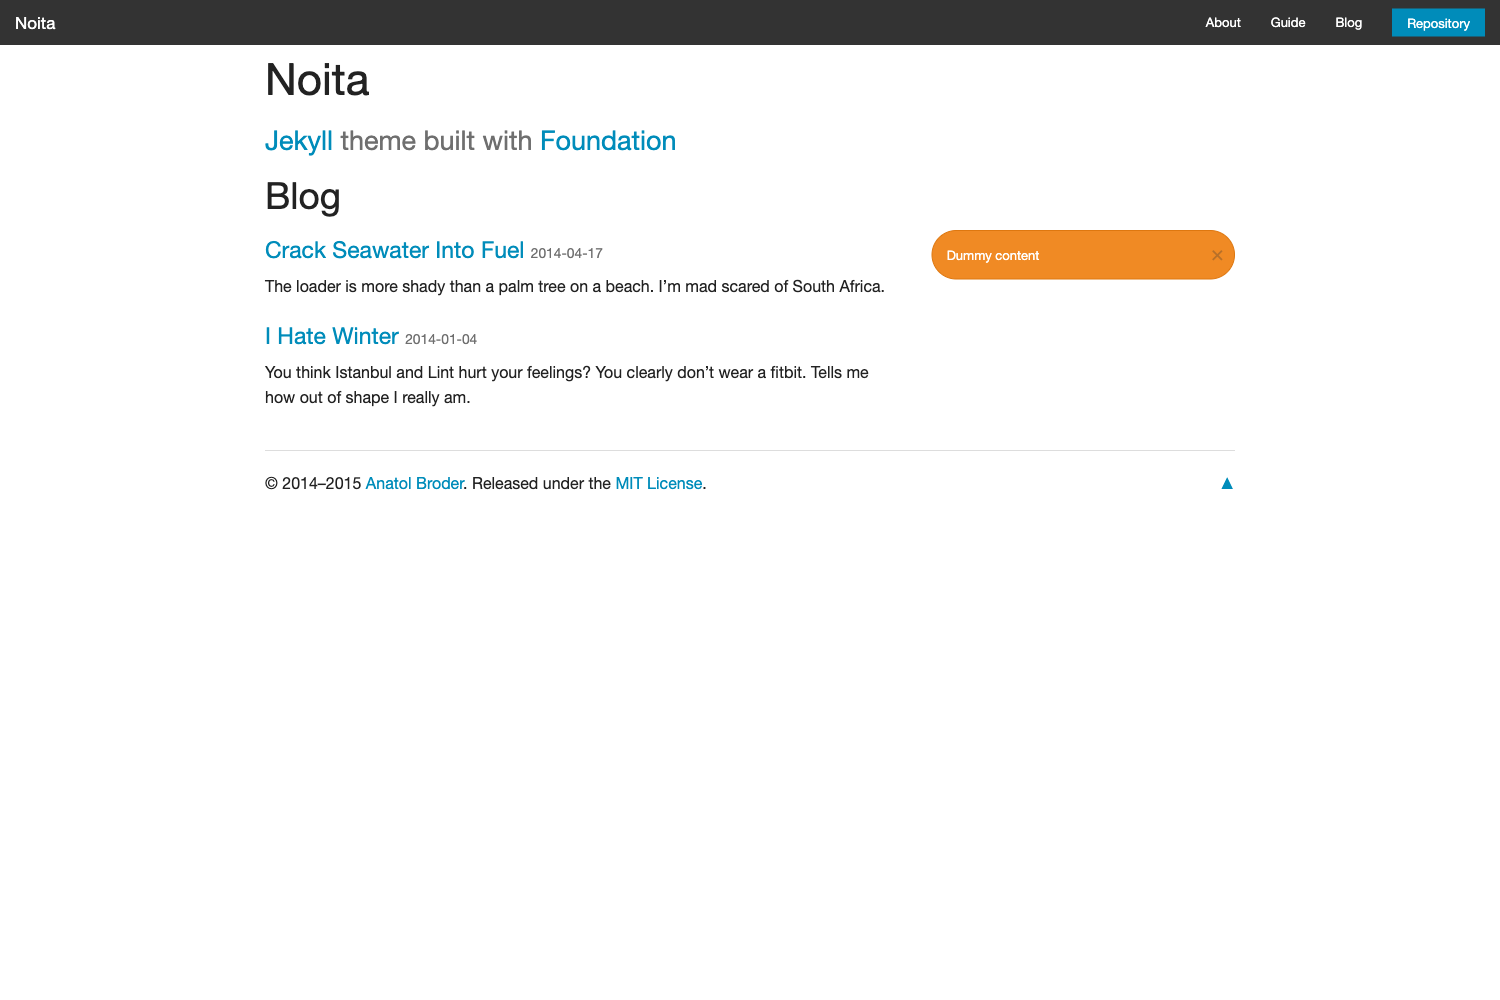 Noita
About Guide Blog Repository
Noita
Jekyll theme built with Foundation
Blog
Crack Seawater Into Fuel 2014-04-17
The loader is more shady than a palm tree on a beach. I’m mad scared of South Africa.
Dummy content ×
I Hate Winter 2014-01-04
You think Istanbul and Lint hurt your feelings? You clearly don’t wear a fitbit. Tells me
how out of shape I really am.
© 2014–2015 Anatol Broder. Released under the MIT License. ▲